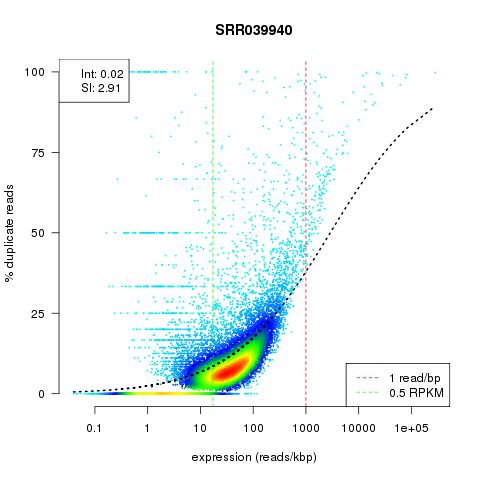 SRR039940
Int: 0.02
Sl: 2.91
% duplicate reads
100
75
50
25
0
1 read/bp
0.5 RPKM
0.1 1 10 100 1000 10000 1e+05
expression (reads/kbp)